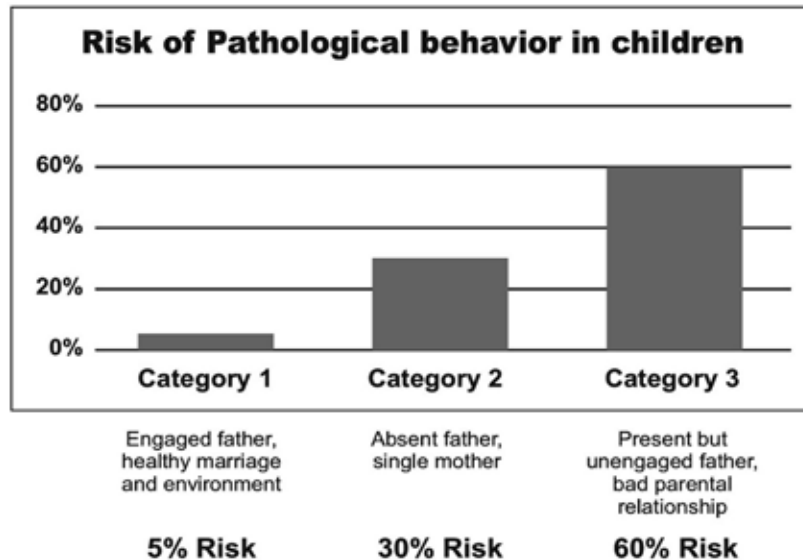 Risk of Pathological behavior in children
80%
60%
40%
20%
0%
Category 1
Category 2
Category 3
Engaged father,
healthy marriage
and environment
5% Risk
Absent father,
single mother
30% Risk
Present but
unengaged father,
bad parental
relationship
60% Risk